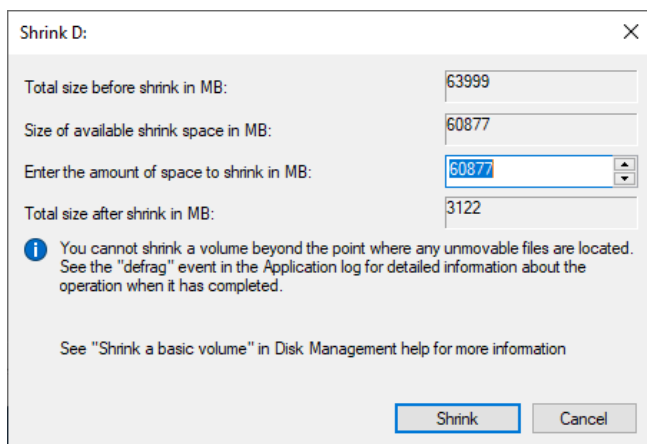 Shrink D:
Total size before shrink in MB:
63999
Size of available shrink space in MB:
60877
Enter the amount of space to shrink in MB:
60877
Total size after shrink in MB:
3122
You cannot shrink a volume beyond the point where any unmovable files are located.
See the "defrag" event in the Application log for detailed information about the
operation when it has completed.
See "Shrink a basic volume" in Disk Management help for more information
Shrink
Cancel